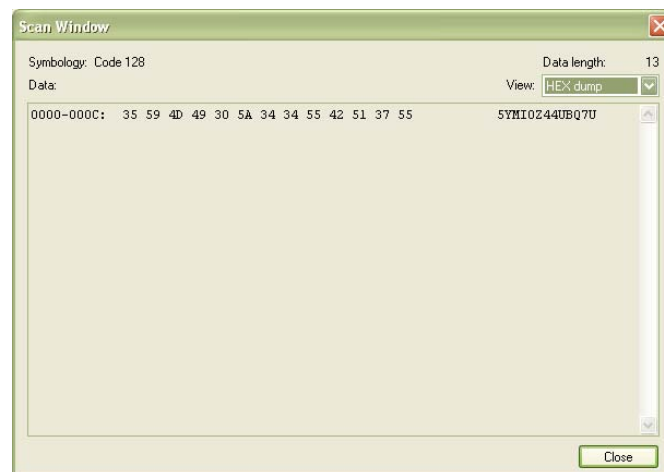 Scan Window
Symbology: Code 128 Data length: 13
Data: View: HEX dump
0000-000C: 35 59 4D 49 30 5A 34 34 55 42 51 37 55 5YMI0Z44UBQ7U
Close